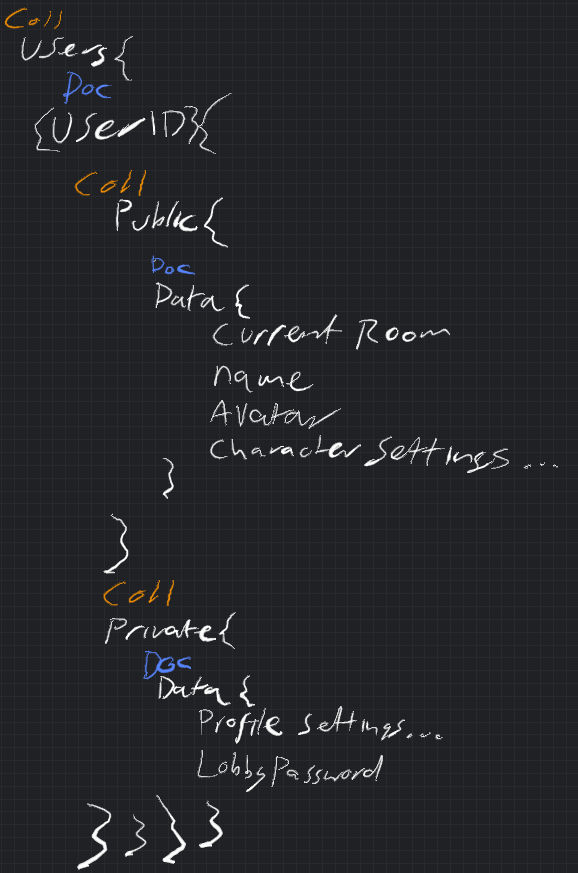 Coll
Users{
Doc
{UserID}{
Coll
Public{
Doc
Data{
Current Room
name
Avatar
Character Settings...
}
}
Coll
Private{
Doc
Data{
Profile settings...
LobbyPassword
}}}}